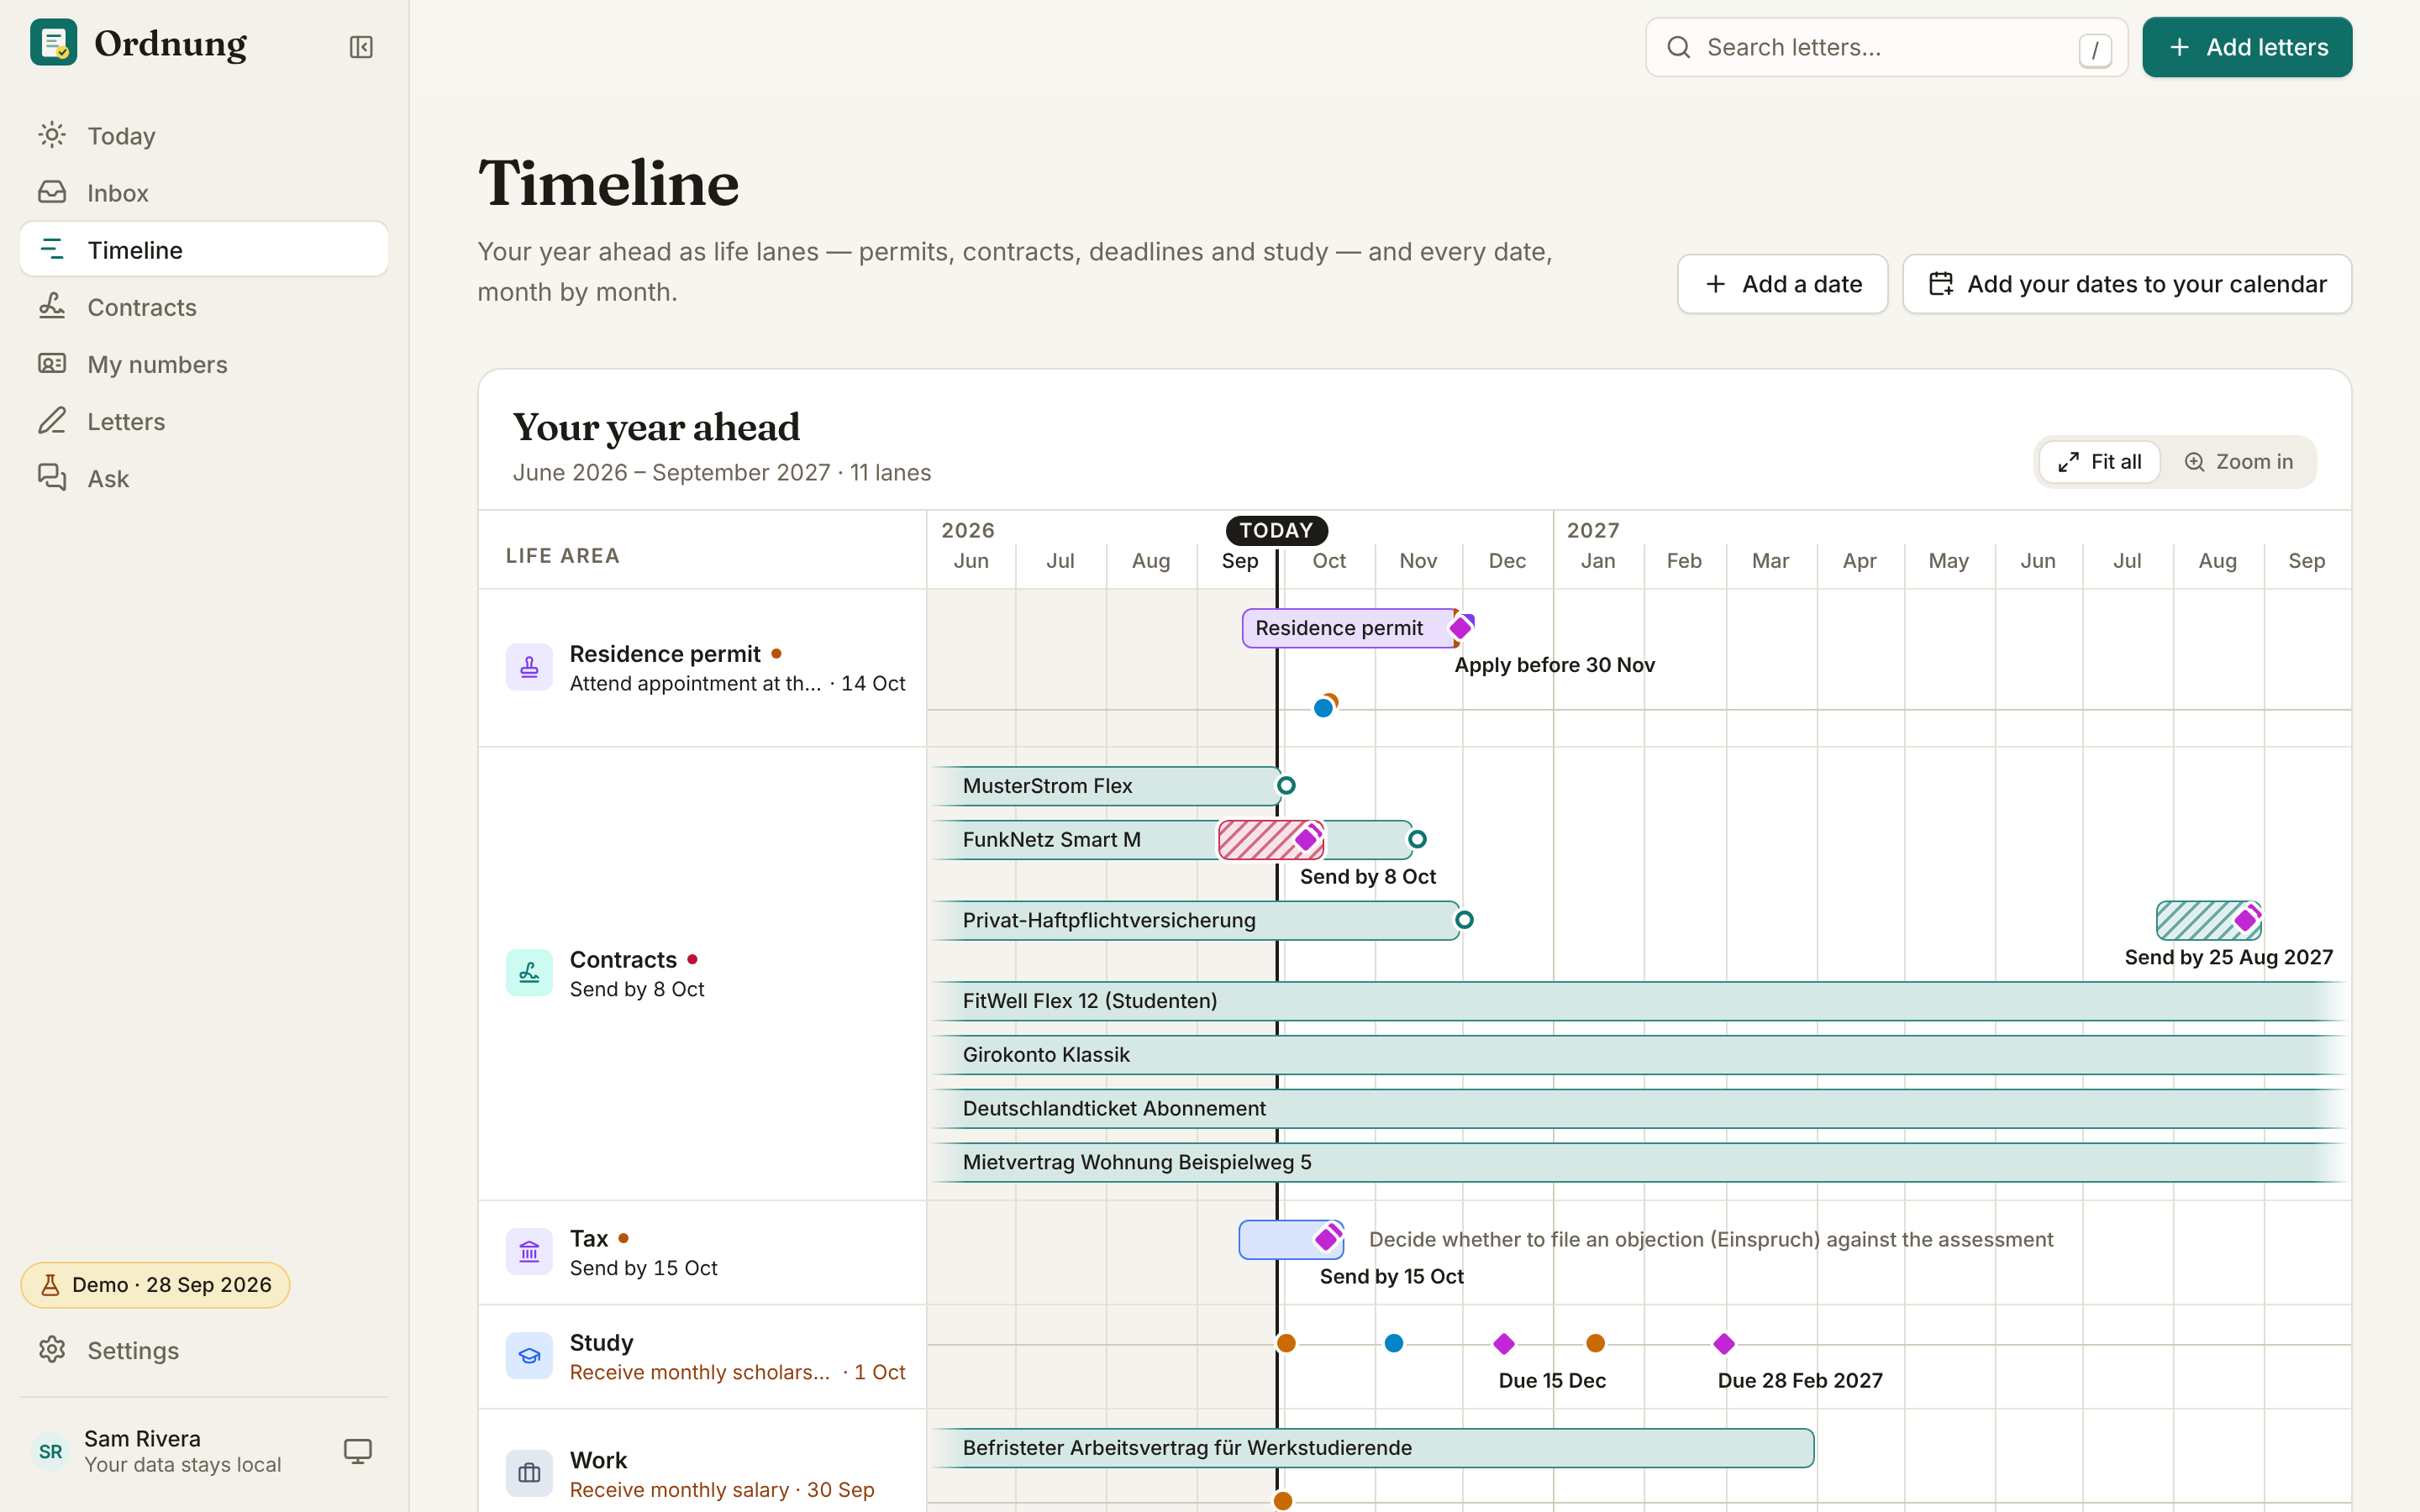 Ordnung
Search letters...
/
Add letters
Today
Inbox
Timeline
Contracts
My numbers
Letters
Ask
Timeline
Your year ahead as life lanes — permits, contracts, deadlines and study — and every date,
month by month.
Add a date
Add your dates to your calendar
Your year ahead
June 2026 – September 2027 · 11 lanes
Fit all
Zoom in
LIFE AREA
2026
TODAY
2027
Jun Jul Aug Sep Oct Nov Dec Jan Feb Mar Apr May Jun Jul Aug Sep
Residence permit
Attend appointment at th... · 14 Oct
Residence permit
Apply before 30 Nov
Contracts
Send by 8 Oct
MusterStrom Flex
FunkNetz Smart M
Send by 8 Oct
Privat-Haftpflichtversicherung
Send by 25 Aug 2027
FitWell Flex 12 (Studenten)
Girokonto Klassik
Deutschlandticket Abonnement
Mietvertrag Wohnung Beispielweg 5
Tax
Send by 15 Oct
Decide whether to file an objection (Einspruch) against the assessment
Send by 15 Oct
Study
Receive monthly scholars... · 1 Oct
Due 15 Dec
Due 28 Feb 2027
Work
Receive monthly salary · 30 Sep
Befristeter Arbeitsvertrag für Werkstudierende
Demo · 28 Sep 2026
Settings
SR
Sam Rivera
Your data stays local